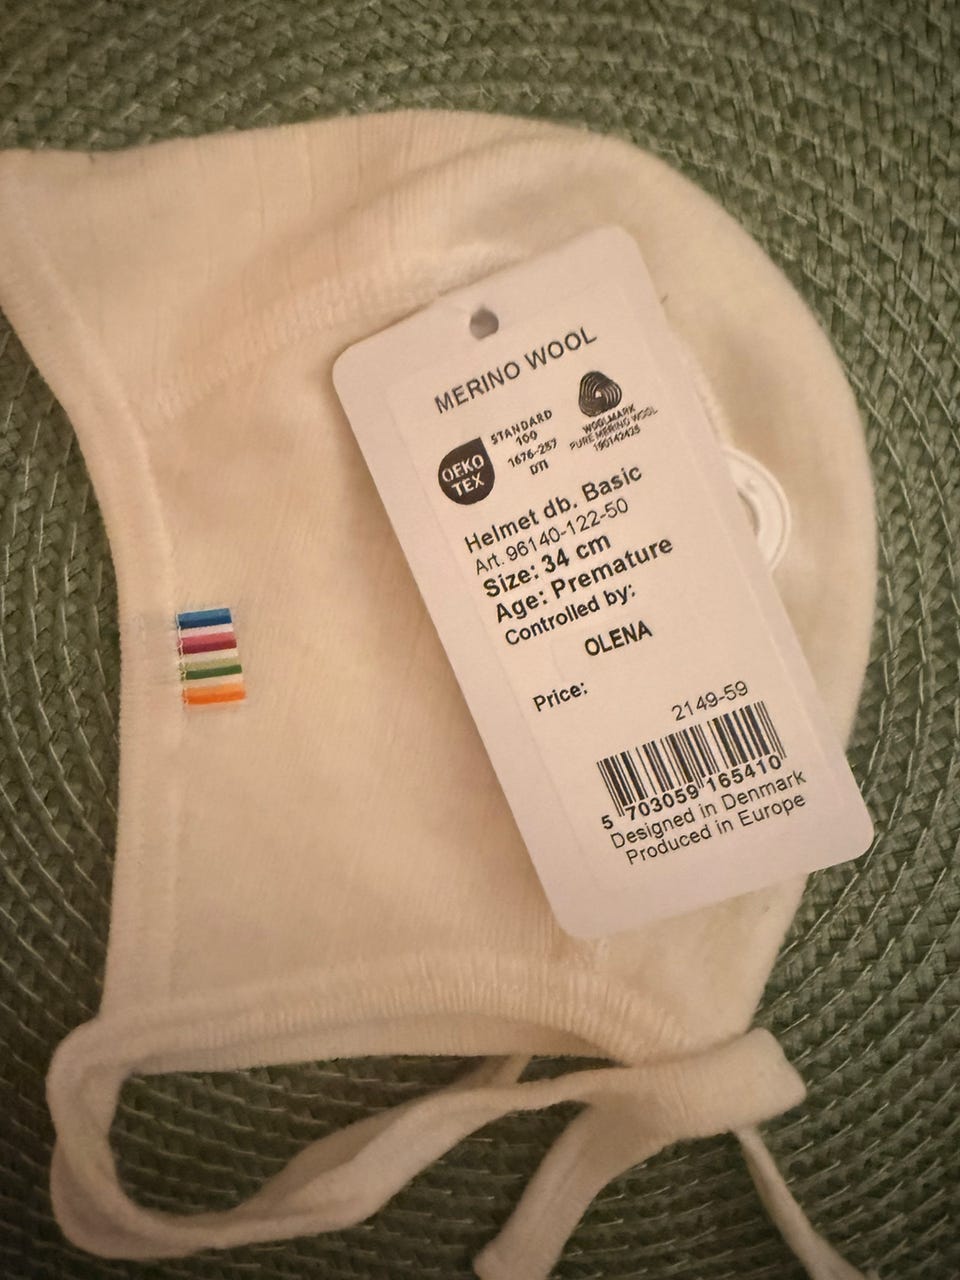 MERINO WOOL
OEKO
TEX
STANDARD
100
1676-257
DTI
WOOLMARK
PURE MERINO WOOL
190142425
Helmet db. Basic
Art. 96140-122-50
Size: 34 cm
Age: Premature
Controlled by:
OLENA
Price:
2149-59
5 703059 165410
Designed in Denmark
Produced in Europe